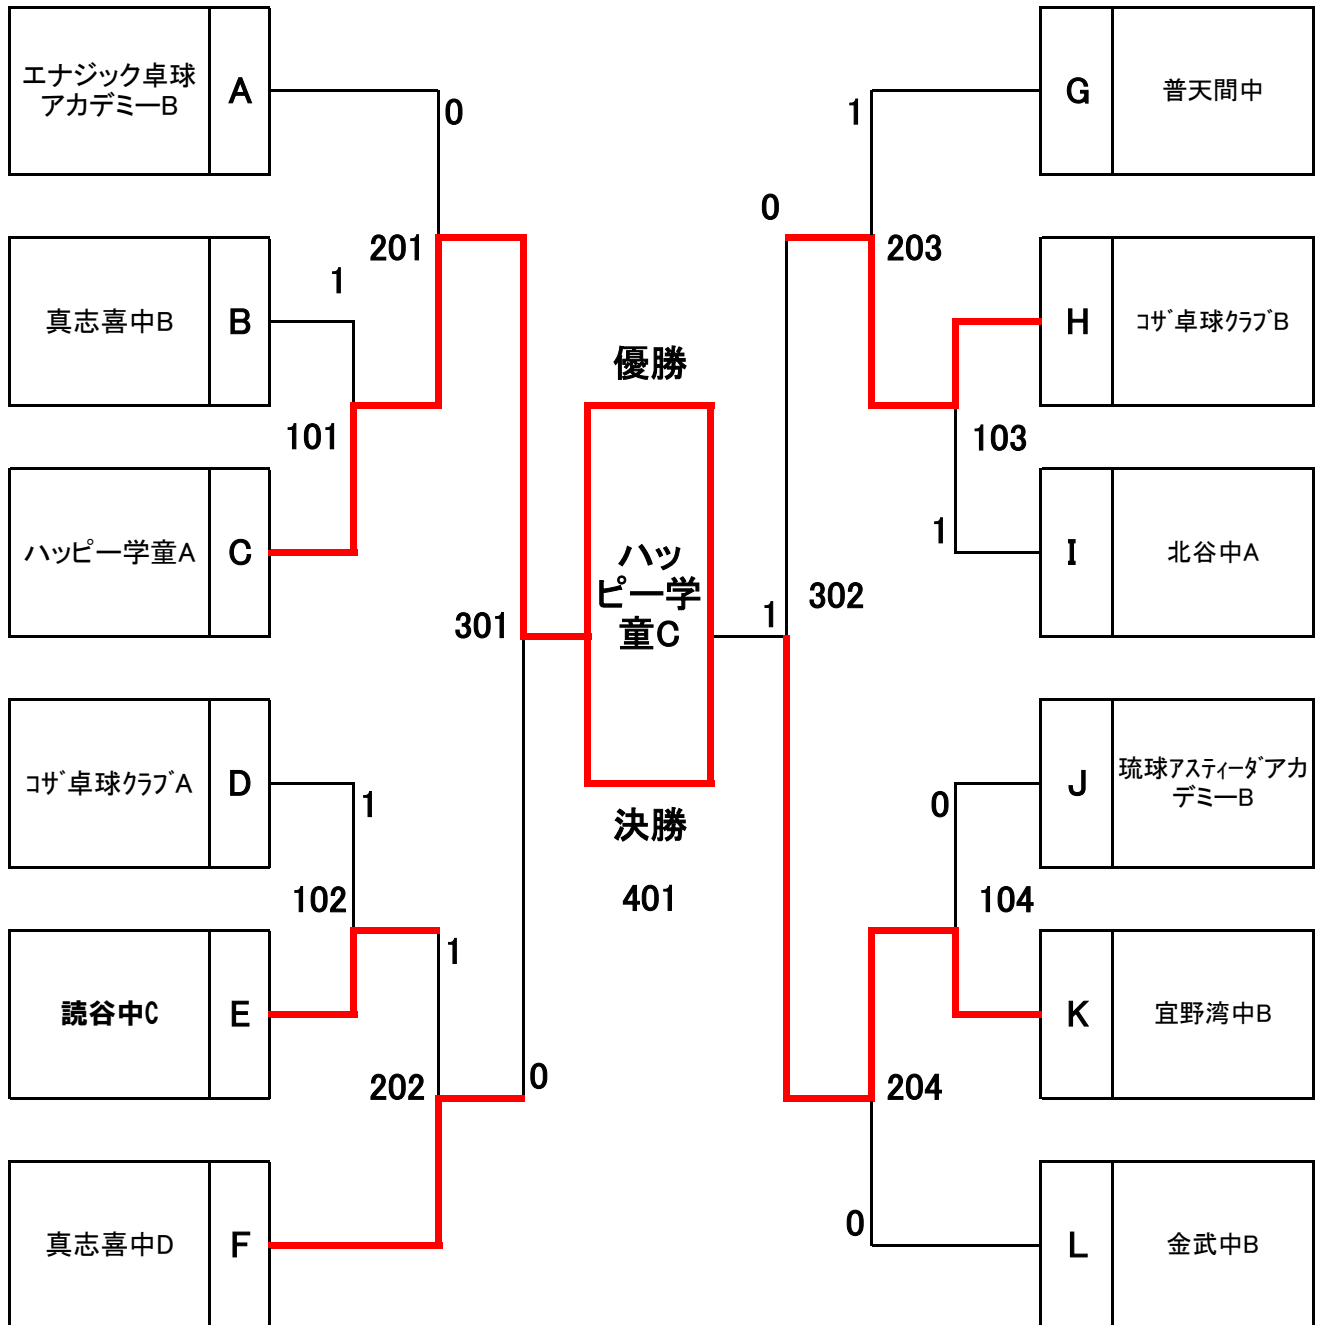 エナジック卓球
アカデミーB
A
0
201
1
真志喜中B
B
101
ハッピー学童A
C
301
コザ卓球クラブA
D
1
102
読谷中C
E
1
202
0
真志喜中D
F
優勝
ハッ
ピー学
童C
決勝
401
1
G
普天間中
0
203
H
コザ卓球クラブB
103
1
I
北谷中A
302
1
J
琉球アスティーダアカ
デミーB
0
104
K
宜野湾中B
204
0
L
金武中B